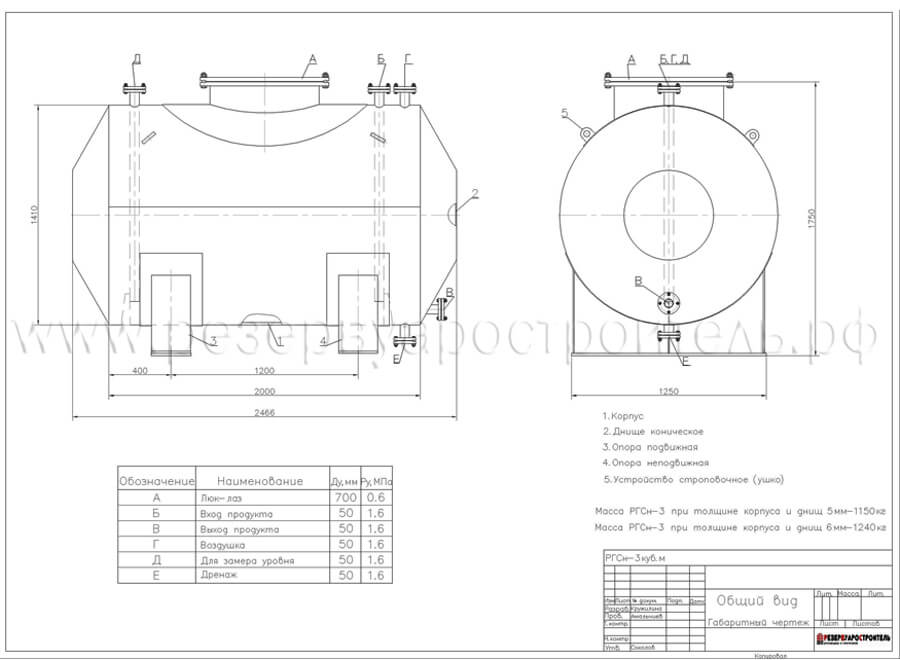 Д
А
Б
Г
А
Б,Г,Д
5
2
1410
1750
В
В
3
1
4
Е
Е
www.резервуаростроитель.рф
400
1200
2000
2466
1250
1.Корпус
2.Днище коническое
3.Опора подвижная
4.Опора неподвижная
5.Устройство строповочное (ушко)
Масса РГСн-3 при толщине корпуса и днищ 5мм-1150кг
Масса РГСн-3 при толщине корпуса и днищ 6мм-1240кг
Обозначение Наименование Ду,мм Ру,МПа
А Люк-лаз 700 0.6
Б Вход продукта 50 1.6
В Выход продукта 50 1.6
Г Воздушка 50 1.6
Д Для замера уровня 50 1.6
Е Дренаж 50 1.6
РГСн-3куб.м
Изм Лист № докум. Подп. Дата
Разраб. Кружилина
Пров.
Т.контр.
Н.контр.
Утв. Соколов
Общий вид
Габаритный чертеж
Лит. Масса Лит.
Лист Листов
РЕЗЕРВУАРОСТРОИТЕЛЬ
Копировал